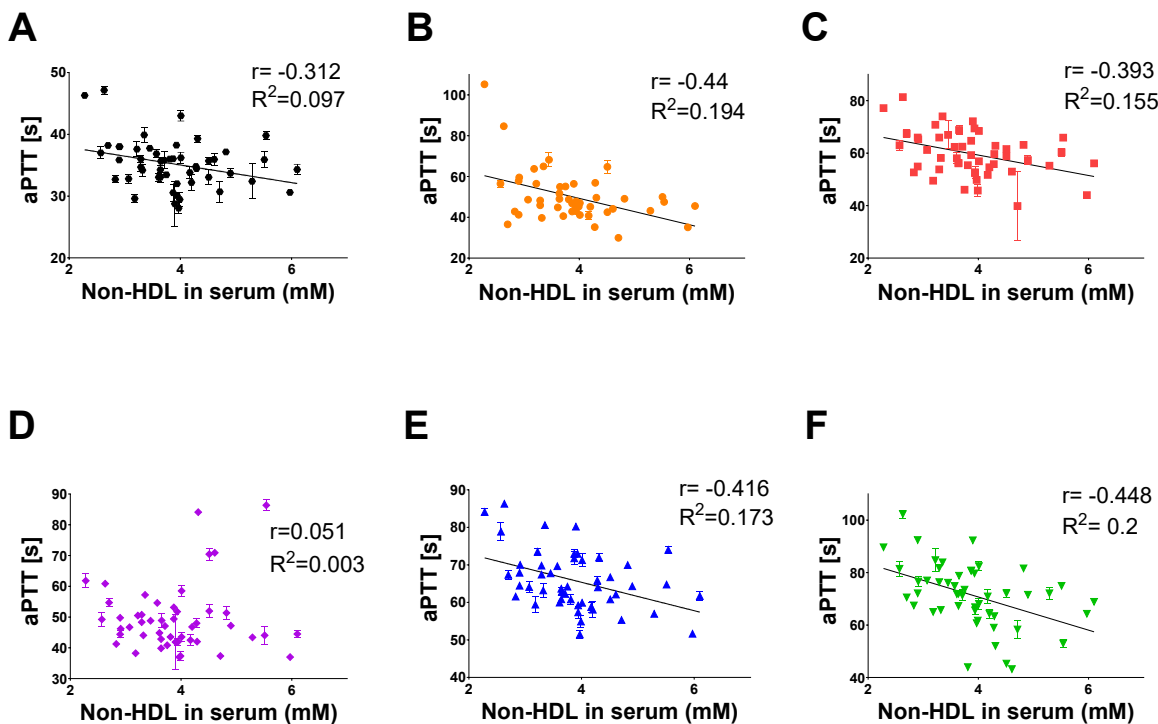 A
r= -0.312
R²=0.097
aPTT [s]
50
40
30
20
2
4
6
Non-HDL in serum (mM)
B
r= -0.44
R²=0.194
aPTT [s]
100
80
60
40
20
2
4
6
Non-HDL in serum (mM)
C
r= -0.393
R²=0.155
aPTT [s]
80
60
40
20
2
4
6
Non-HDL in serum (mM)
D
r=0.051
R²=0.003
aPTT [s]
90
80
70
60
50
40
30
2
4
6
Non-HDL in serum (mM)
E
r= -0.416
R²=0.173
aPTT [s]
90
80
70
60
50
40
2
4
6
Non-HDL in serum (mM)
F
r= -0.448
R²= 0.2
aPTT [s]
100
80
60
40
2
4
6
Non-HDL in serum (mM)